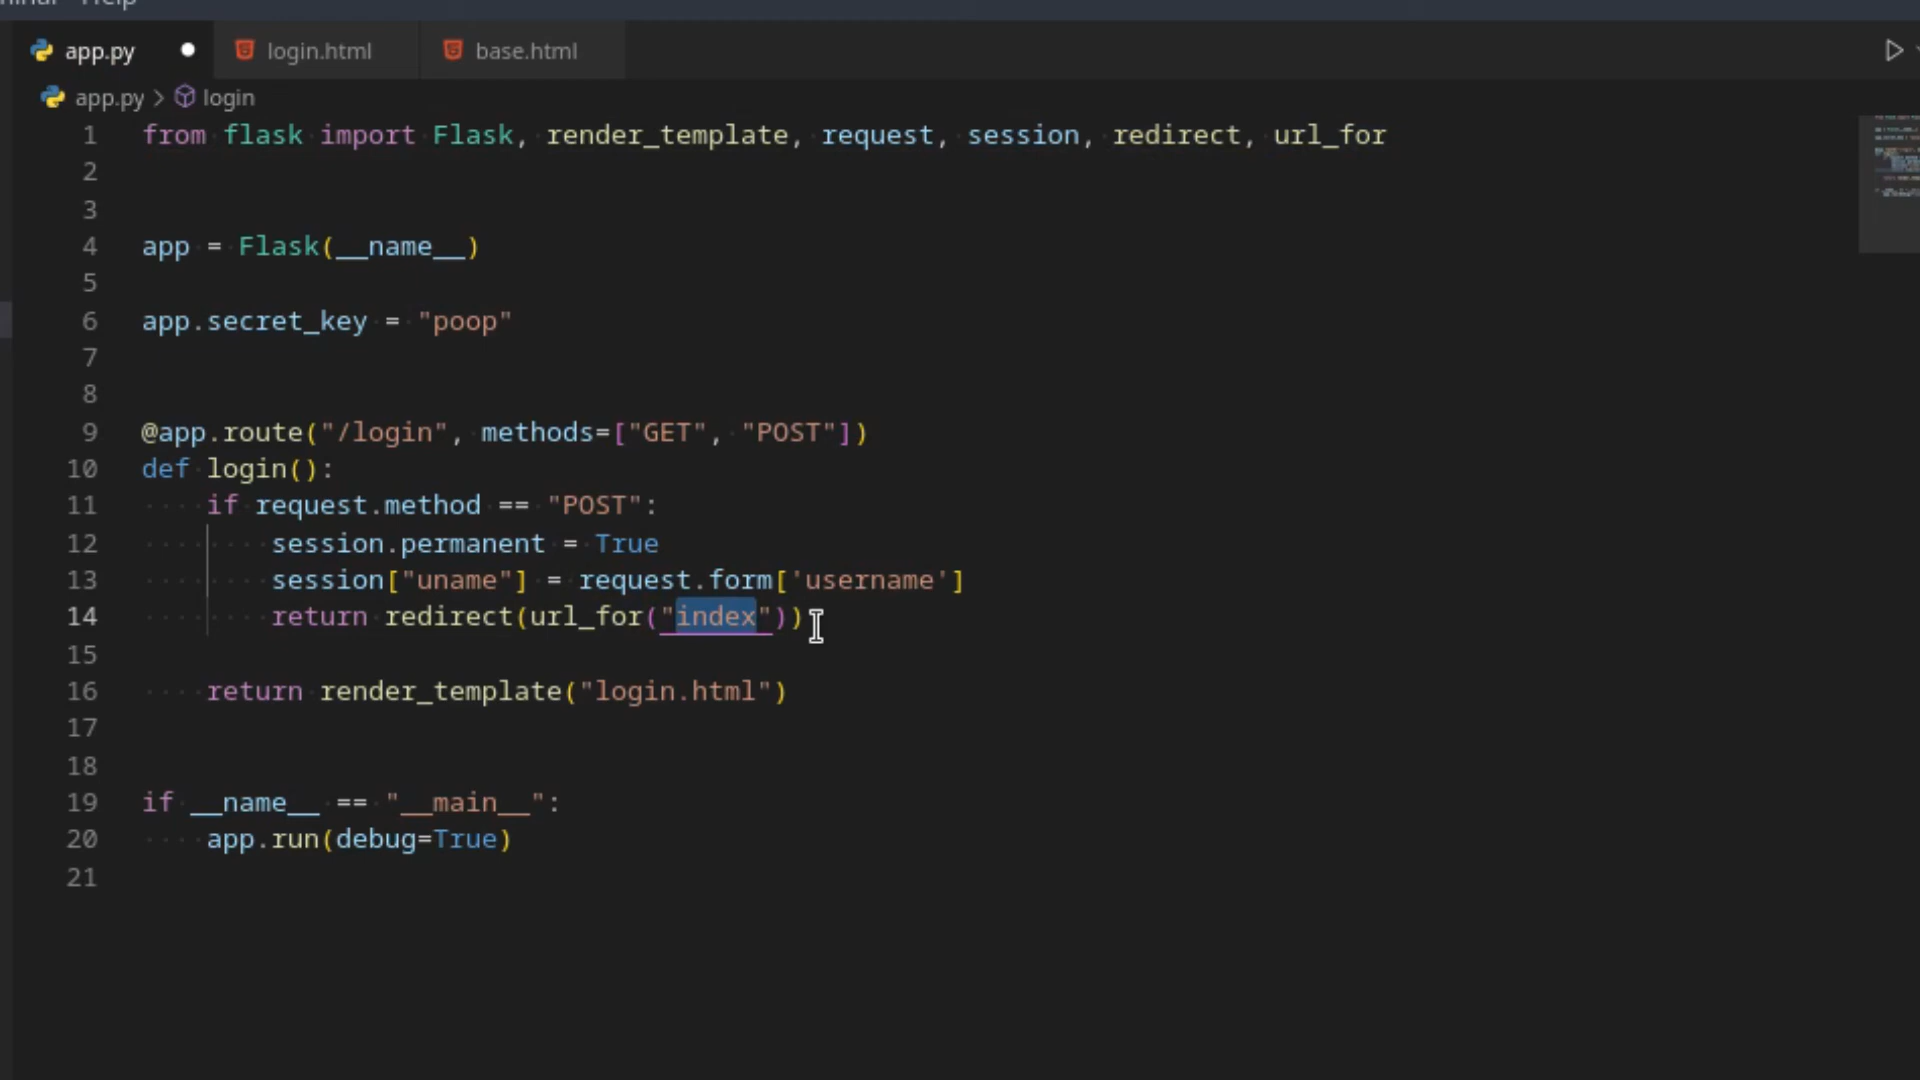 Help
app.py login.html base.html
app.py > login
1 from flask import Flask, render_template, request, session, redirect, url_for
2
3
4 app = Flask(__name__)
5
6 app.secret_key = "poop"
7
8
9 @app.route("/login", methods=["GET", "POST"])
10 def login():
11     if request.method == "POST":
12         session.permanent = True
13         session["uname"] = request.form['username']
14         return redirect(url_for("index"))
15
16     return render_template("login.html")
17
18
19 if __name__ == "__main__":
20     app.run(debug=True)
21